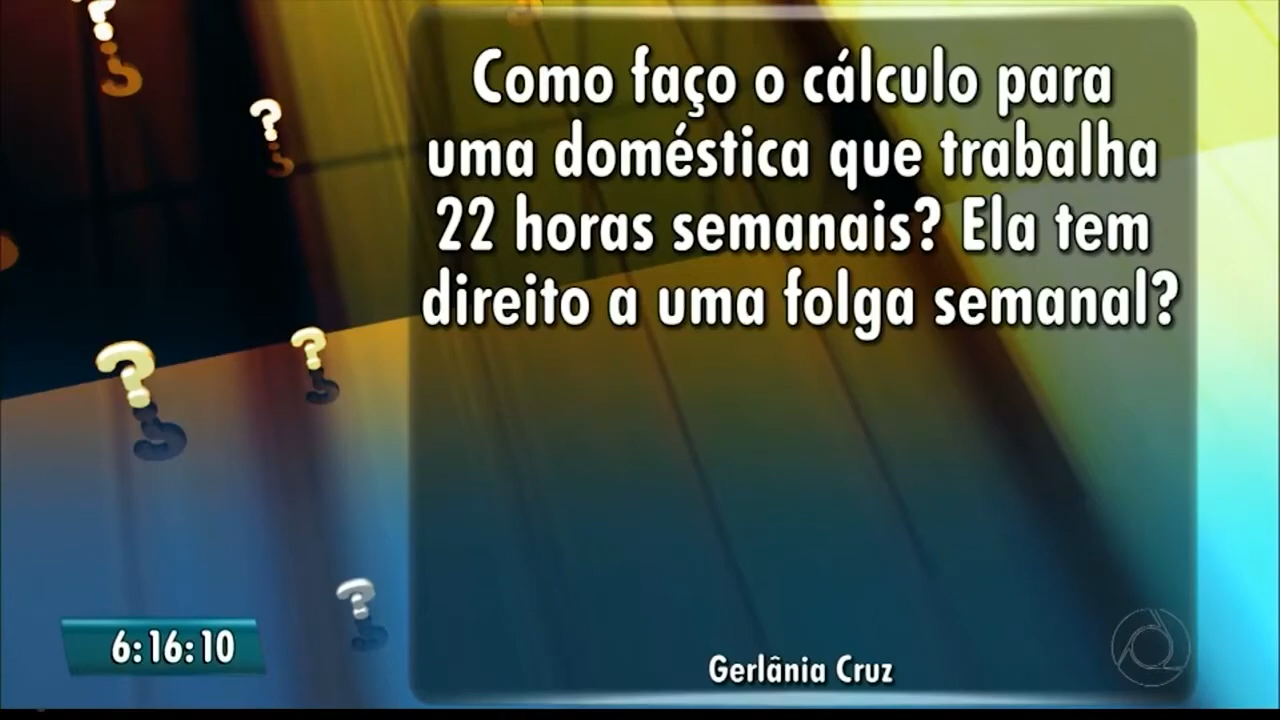 Como faço o cálculo para
uma doméstica que trabalha
22 horas semanais? Ela tem
direito a uma folga semanal?
Gerlânia Cruz
6:16:10